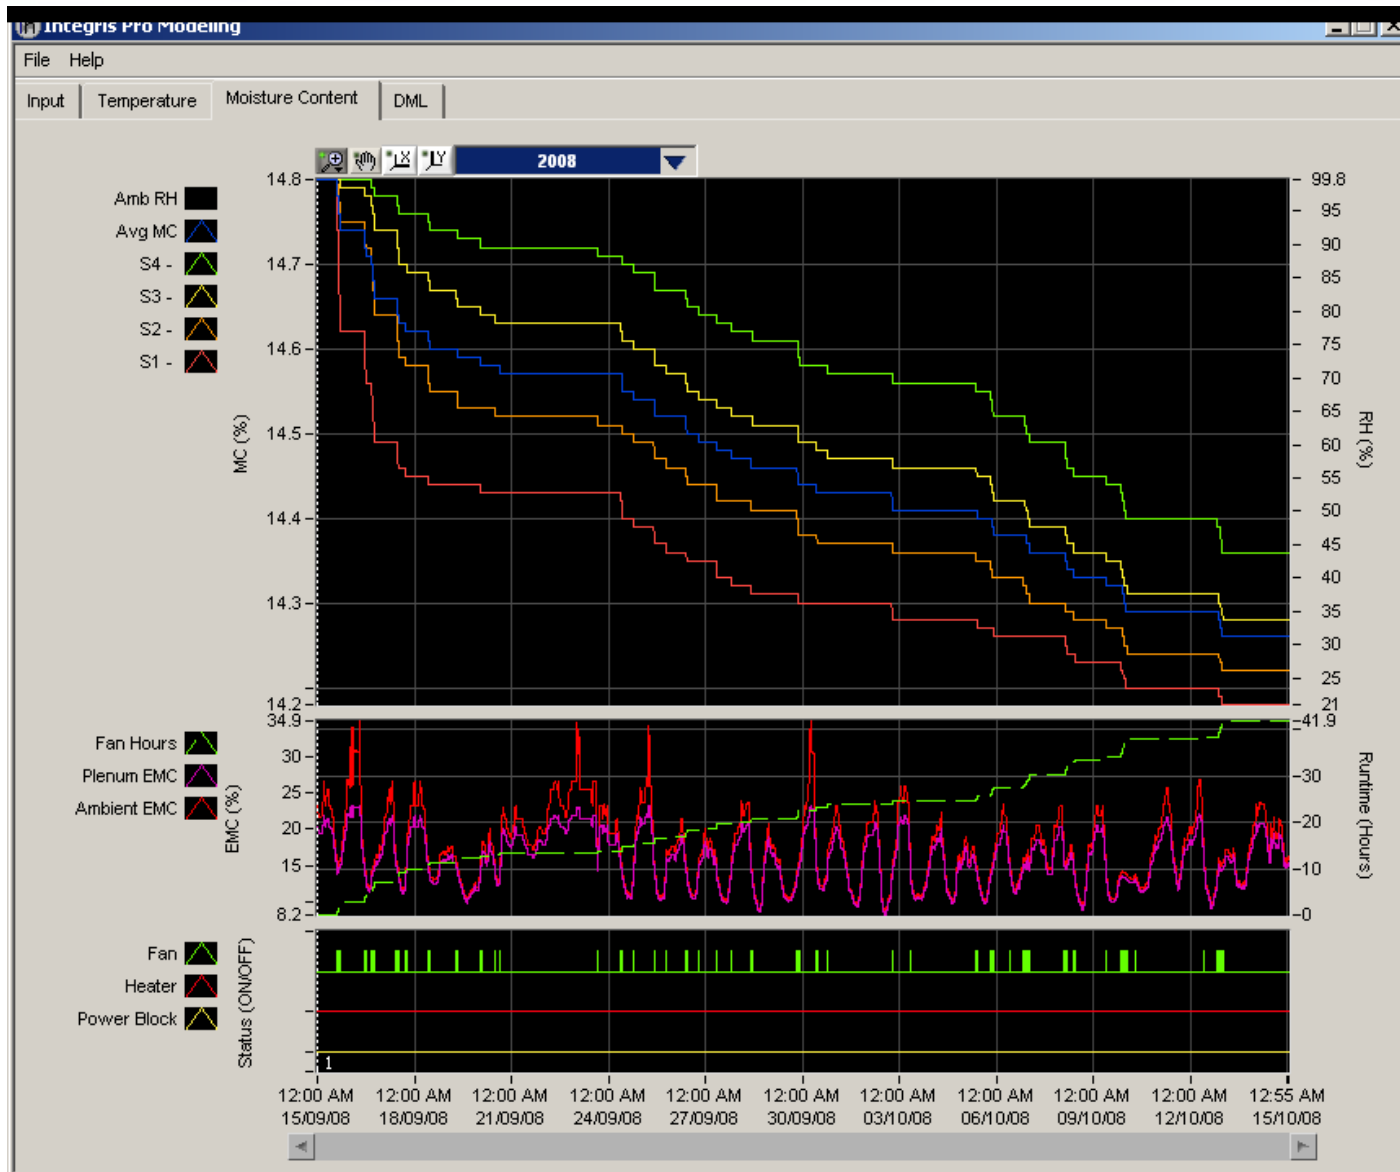 Integris Pro Modeling
File Help
Input Temperature Moisture Content DML
2008
Amb RH
Avg MC
S4 -
S3 -
S2 -
S1 -
MC (%)
14.8
14.7
14.6
14.5
14.4
14.3
14.2
99.8
95
90
85
80
75
70
65
60
55
50
45
40
35
30
25
21
RH (%)
Fan Hours
Plenum EMC
Ambient EMC
EMC (%)
34.9
30
25
20
15
8.2
41.9
30
20
10
0
Runtime (Hours)
Fan
Heater
Power Block
Status (ON/OFF)
1
12:00 AM 12:00 AM 12:00 AM 12:00 AM 12:00 AM 12:00 AM 12:00 AM 12:00 AM 12:00 AM 12:00 AM 12:55 AM
15/09/08 18/09/08 21/09/08 24/09/08 27/09/08 30/09/08 03/10/08 06/10/08 09/10/08 12/10/08 15/10/08